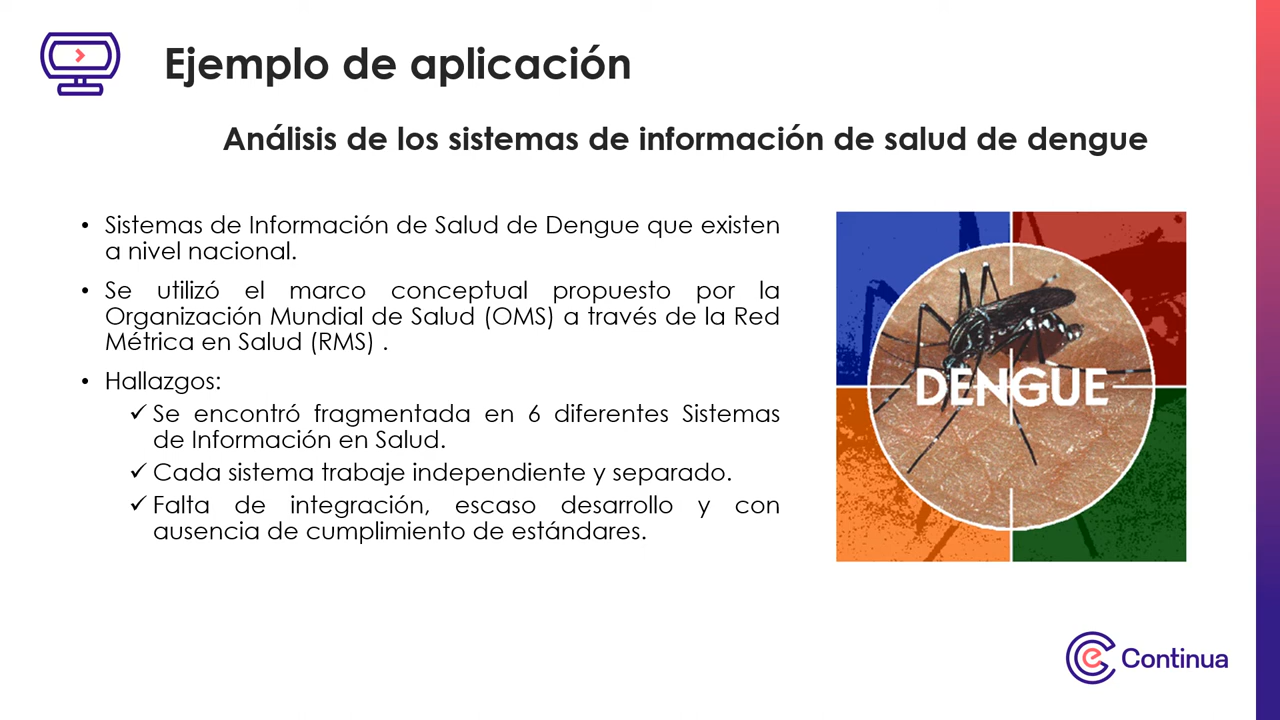 Ejemplo de aplicación
Análisis de los sistemas de información de salud de dengue
• Sistemas de Información de Salud de Dengue que existen
a nivel nacional.
• Se utilizó el marco conceptual propuesto por la
Organización Mundial de Salud (OMS) a través de la Red
Métrica en Salud (RMS) .
• Hallazgos:
✓ Se encontró fragmentada en 6 diferentes Sistemas
de Información en Salud.
✓ Cada sistema trabaje independiente y separado.
✓ Falta de integración, escaso desarrollo y con
ausencia de cumplimiento de estándares.
DENGUE
e Continua